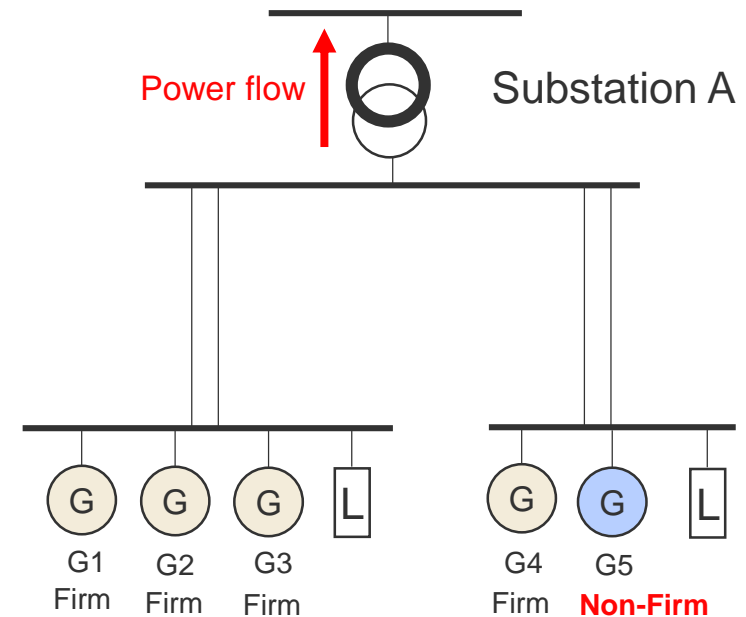 Power flow
Substation A
G
G
G
L
G
G
L
G1
G2
G3
G4
G5
Firm
Firm
Firm
Firm
Non-Firm